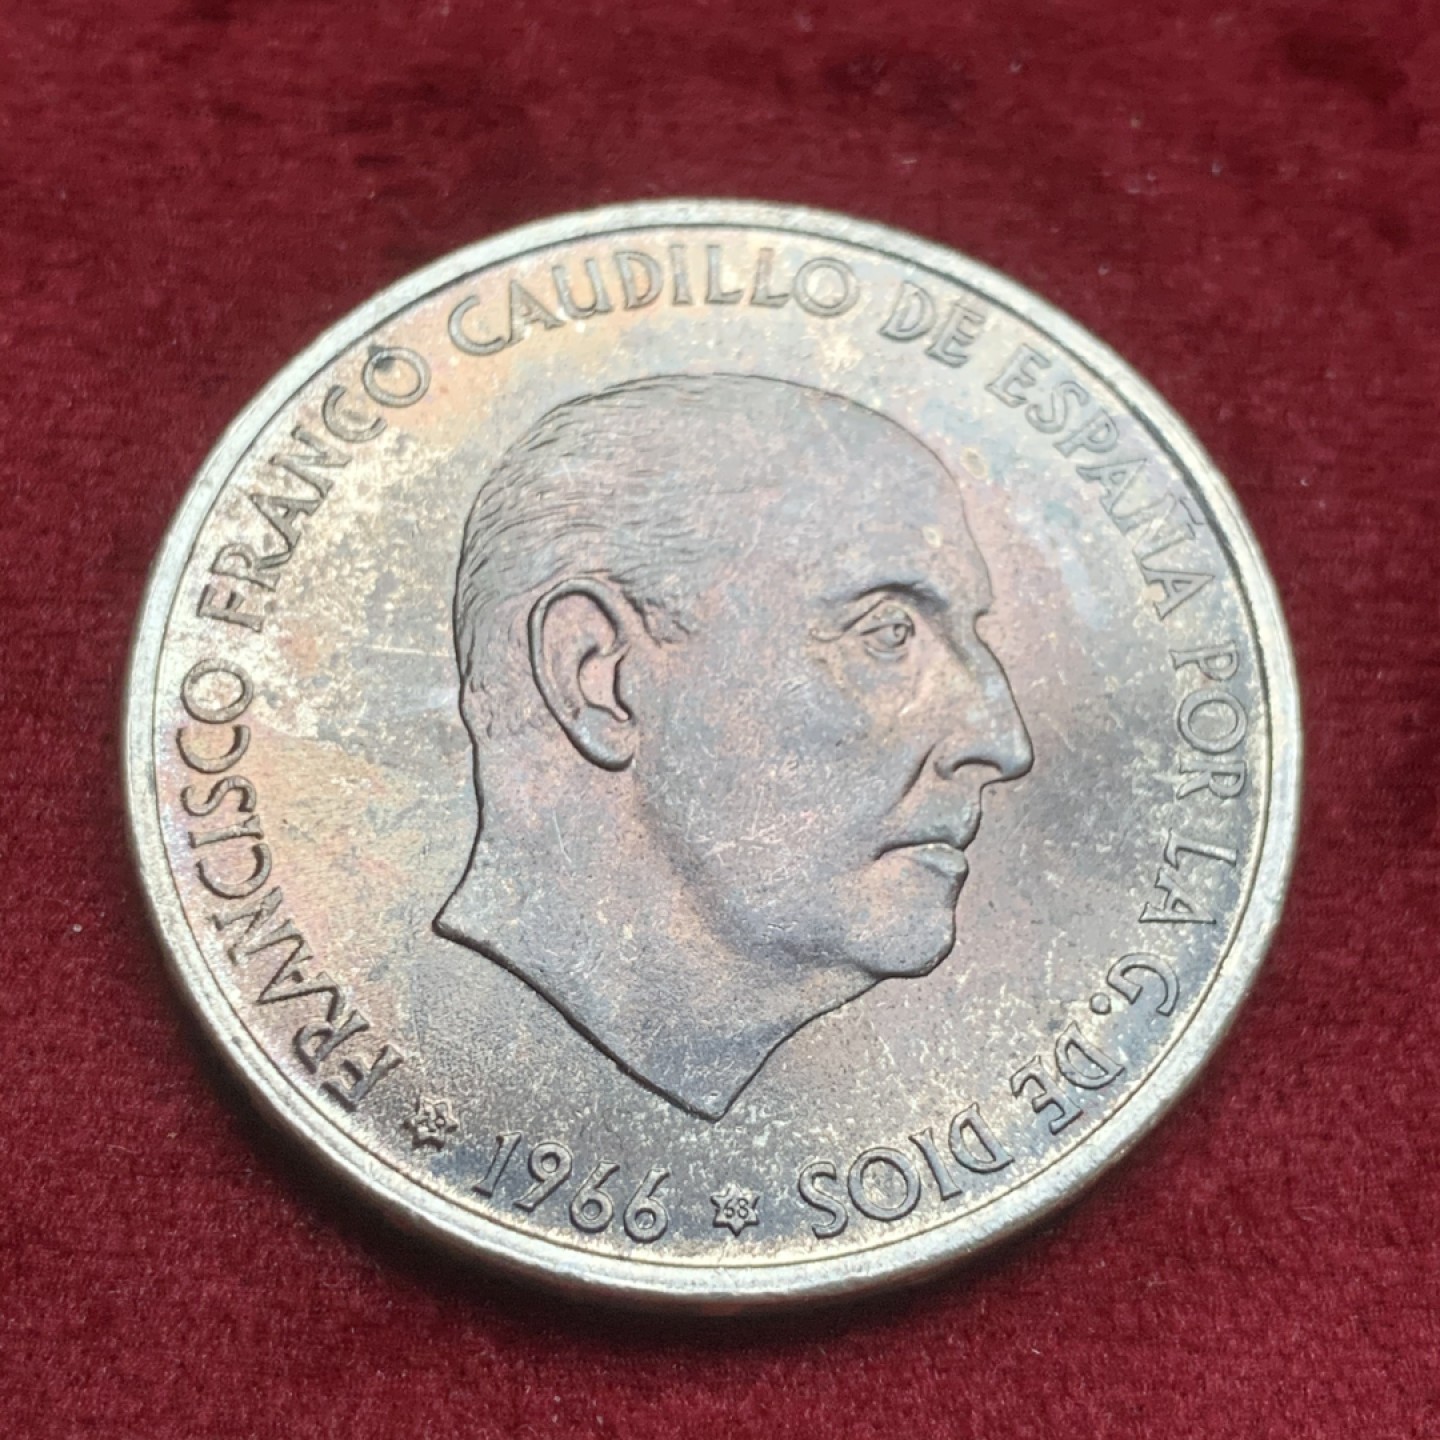 FRANCISCO FRANCO CAUDILLO DE ESPAÑA POR LA G. DE DIOS
1966
68